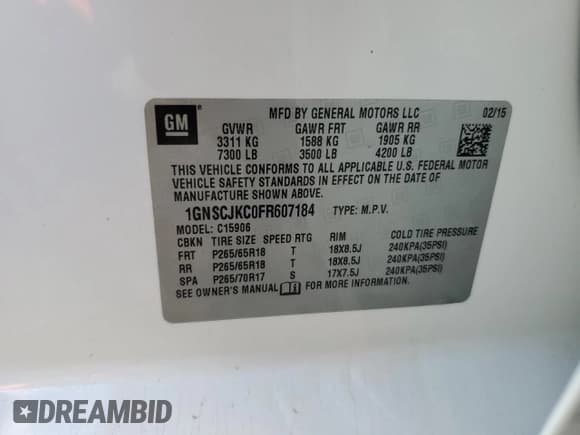 GM ®
MFD BY GENERAL MOTORS LLC 02/15
GVWR GAWR FRT GAWR RR
3311 KG 1588 KG 1905 KG
7300 LB 3500 LB 4200 LB
THIS VEHICLE CONFORMS TO ALL APPLICABLE U.S. FEDERAL MOTOR
VEHICLE SAFETY STANDARDS IN EFFECT ON THE DATE OF
MANUFACTURE SHOWN ABOVE.
1GNSCJKC0FR607184 TYPE: M.P.V.
MODEL: C15906
CBKN TIRE SIZE SPEED RTG RIM COLD TIRE PRESSURE
FRT P265/65R18 T 18X8.5J 240KPA(35PSI)
RR P265/65R18 T 18X8.5J 240KPA(35PSI)
SPA P265/70R17 S 17X7.5J 240KPA(35PSI)
SEE OWNER'S MANUAL FOR MORE INFORMATION.
DREAMBID